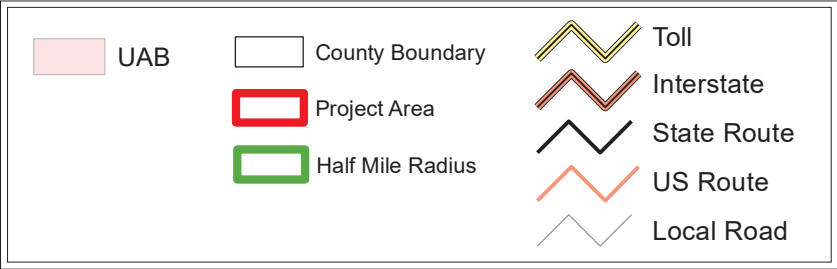 UAB
County Boundary
Project Area
Half Mile Radius
Toll
Interstate
State Route
US Route
Local Road